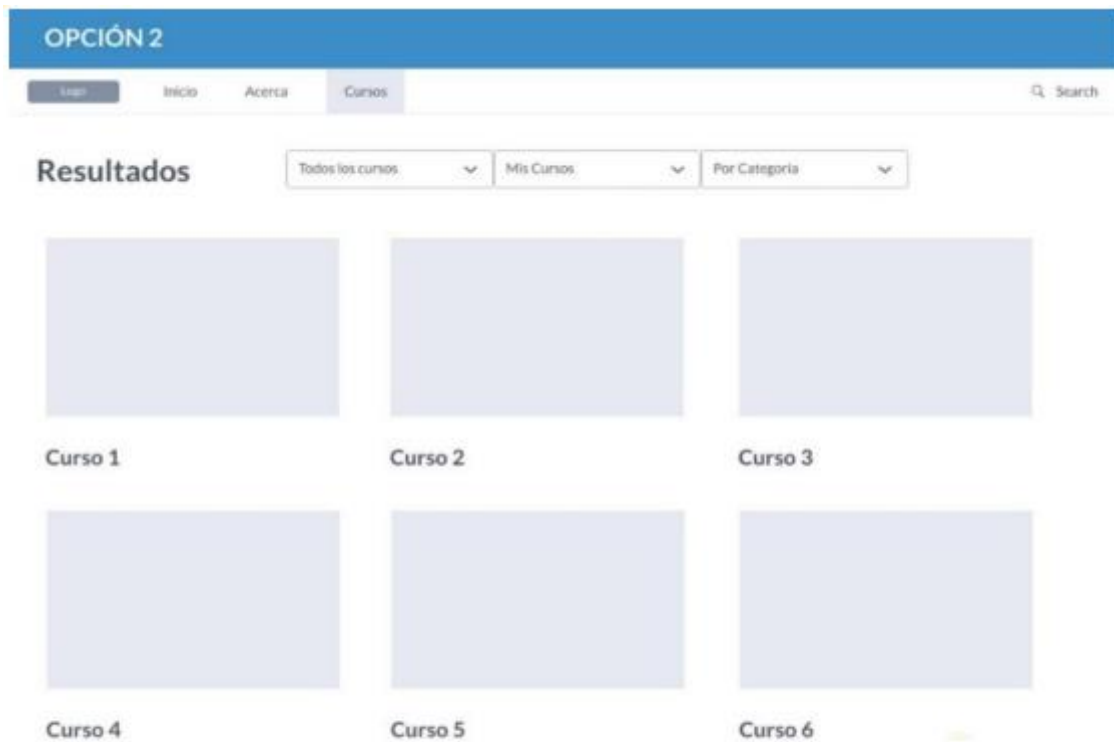 OPCIÓN 2
Logo Inicio Acerca Cursos Search
Resultados Todos los cursos Mis Cursos Por Categoria
Curso 1 Curso 2 Curso 3
Curso 4 Curso 5 Curso 6